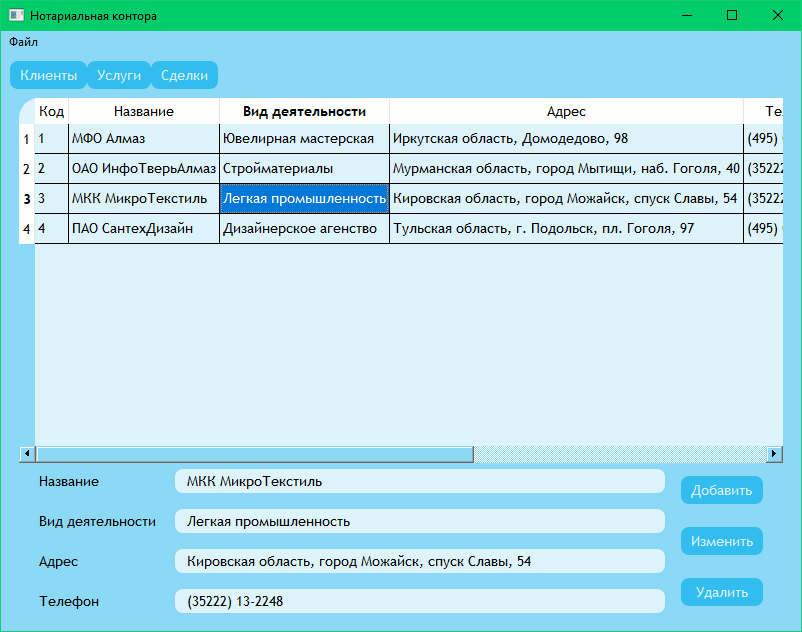 Нотариальная контора
Файл
Клиенты Услуги Сделки
Код Название Вид деятельности Адрес
1 1 МФО Алмаз Ювелирная мастерская Иркутская область, Домодедово, 98 (495)
2 2 ОАО ИнфоТверьАлмаз Стройматериалы Мурманская область, город Мытищи, наб. Гоголя, 40 (35222
3 3 МКК МикроТекстиль Легкая промышленность Кировская область, город Можайск, спуск Славы, 54 (35222
4 4 ПАО СантехДизайн Дизайнерское агенство Тульская область, г. Подольск, пл. Гоголя, 97 (495)
Название МКК МикроТекстиль
Добавить
Вид деятельности Легкая промышленность
Изменить
Адрес Кировская область, город Можайск, спуск Славы, 54
Удалить
Телефон (35222) 13-2248